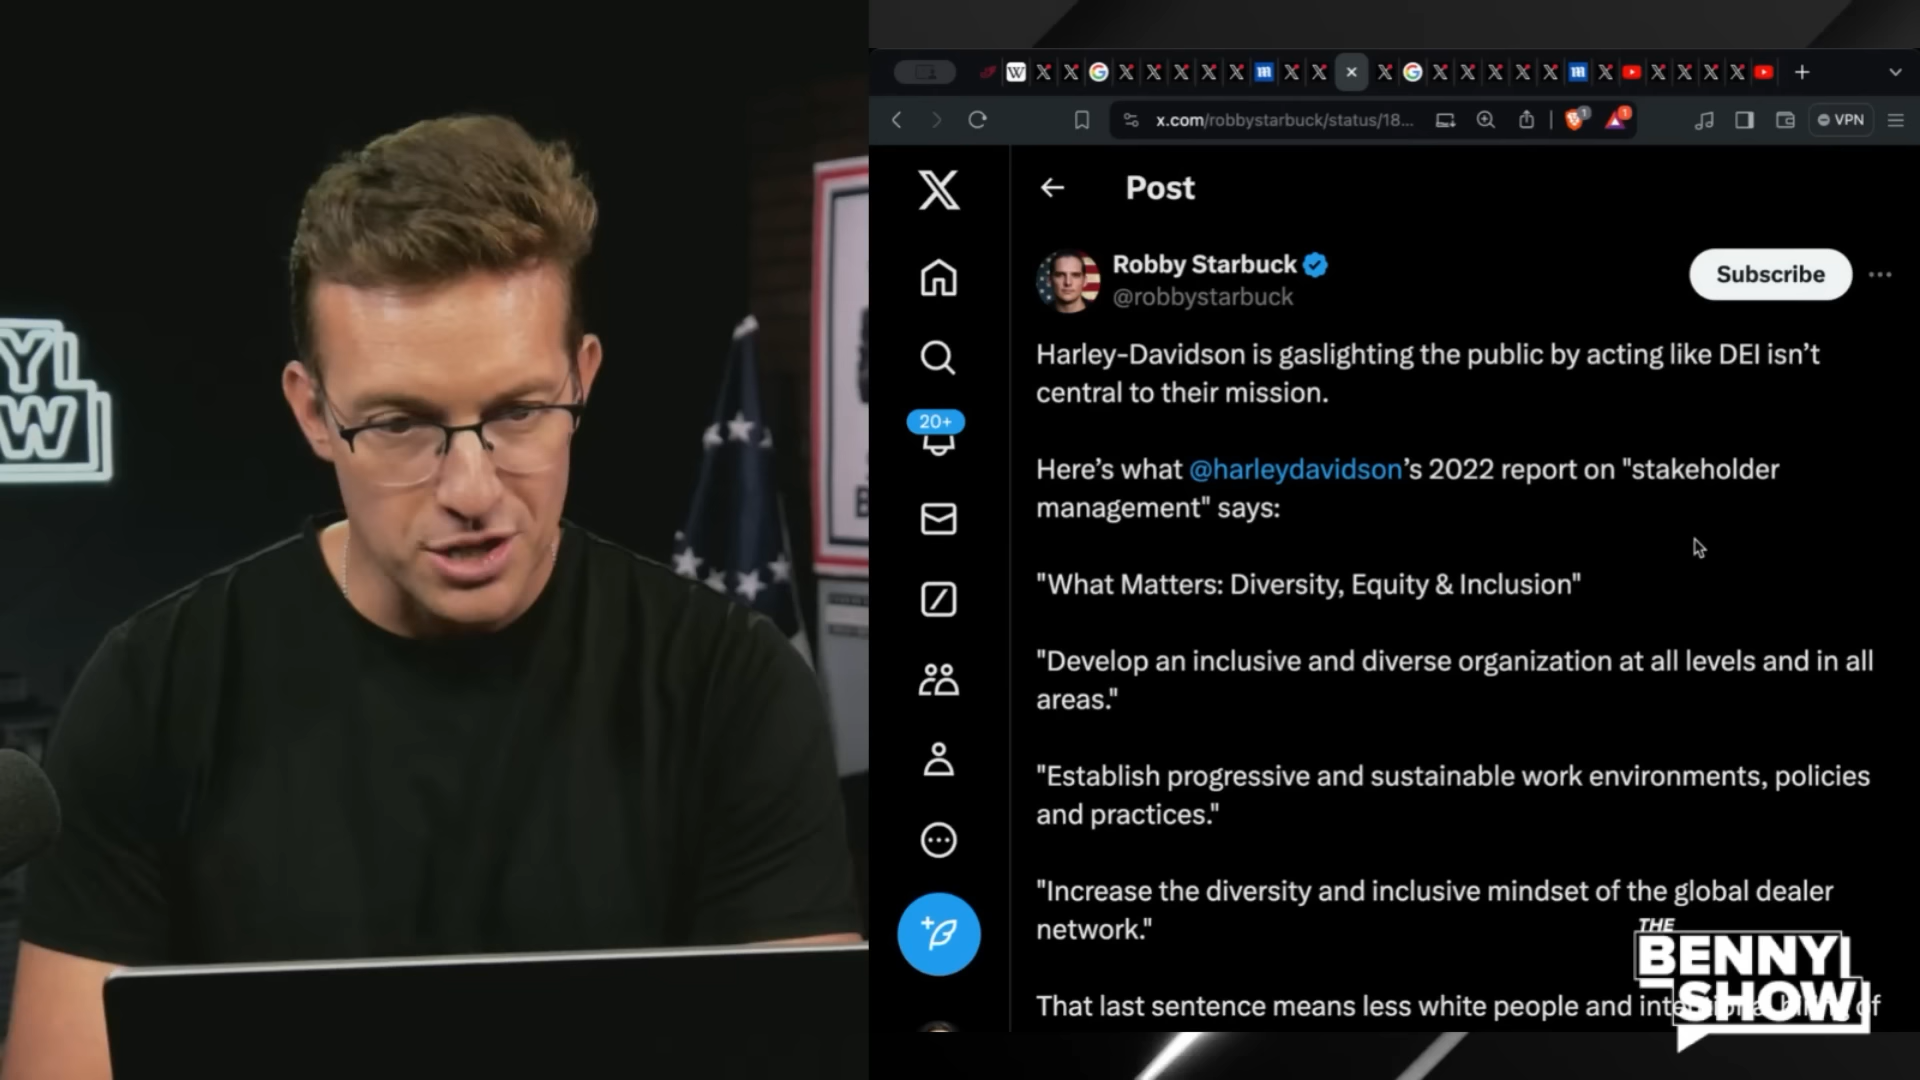 x.com/robbystarbuck/status/18...
VPN
Post
Robby Starbuck
@robbystarbuck
Subscribe
Harley-Davidson is gaslighting the public by acting like DEI isn’t
central to their mission.
20+
Here’s what @harleydavidson’s 2022 report on "stakeholder
management" says:
"What Matters: Diversity, Equity & Inclusion"
"Develop an inclusive and diverse organization at all levels and in all
areas."
"Establish progressive and sustainable work environments, policies
and practices."
"Increase the diversity and inclusive mindset of the global dealer
network."
That last sentence means less white people and
of
THE
BENNY
SHOW